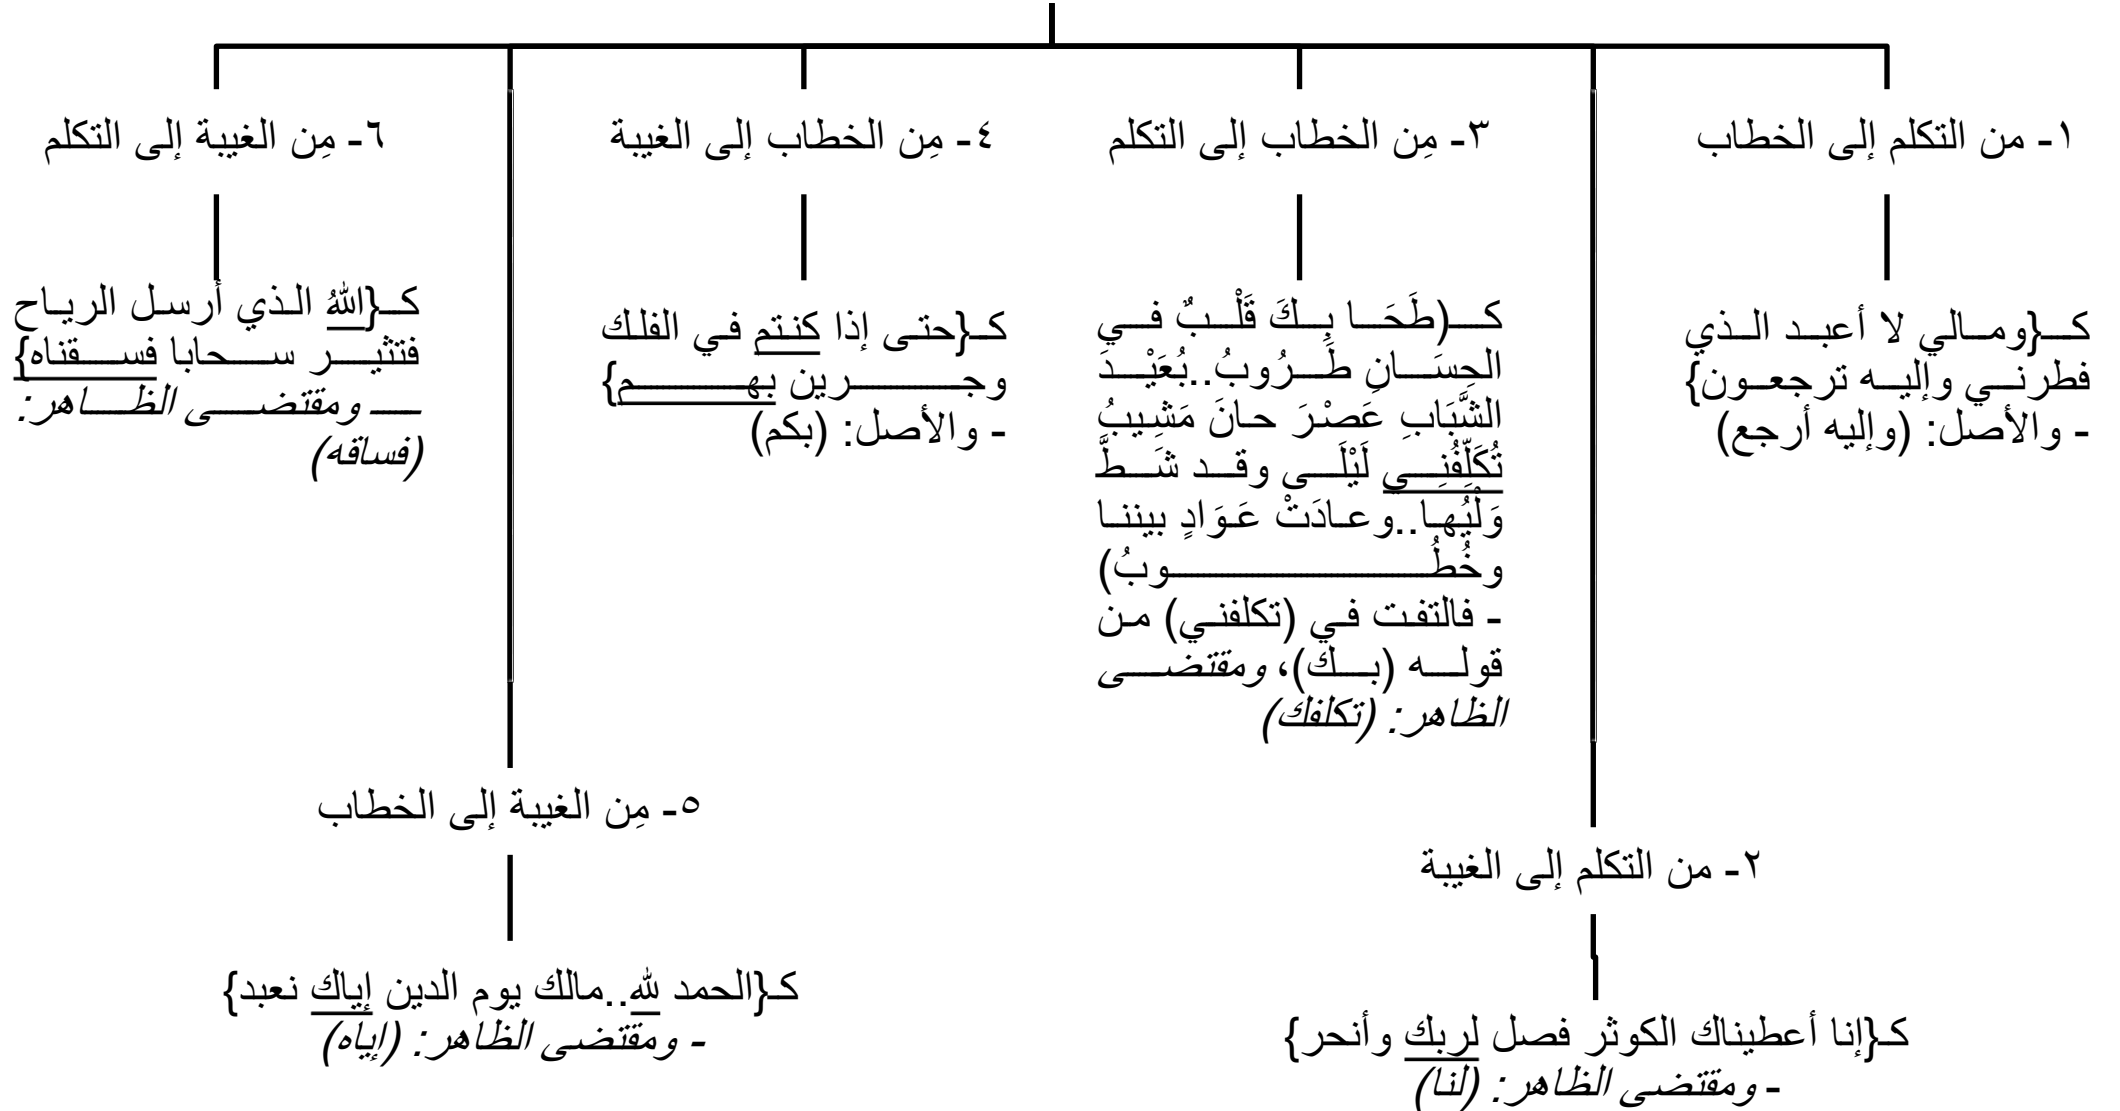 ١- من التكلم إلى الخطاب
كـ{ومالي لا أعبد الذي
فطرني وإليه ترجعون}
- والأصل: (وإليه أرجع)
٢- من التكلم إلى الغيبة
كـ{إنا أعطيناك الكوثر فصل لربك وأنحر}
- ومقتضى الظاهر: (لنا)
٣- مِن الخطاب إلى التكلم
كـ(طَحَا بِكَ قَلْبٌ في
الحِسَانِ طَرُوبُ..بُعَيْدَ
الشَّبَابِ عَصْرَ حانَ مَشِيبُ
تُكَلِّفُنِي لَيْلَى وقد شَطَّ
وَلْيُها..وعادَتْ عَوَادٍ بيننا
وخُطُوبُ)
- فالتفت في (تكلفني) من
قوله (بك)، ومقتضى
الظاهر: (تكلفك)
٤- مِن الخطاب إلى الغيبة
كـ{حتى إذا كنتم في الفلك
وجرين بهم}
- والأصل: (بكم)
٥- مِن الغيبة إلى الخطاب
كـ{الحمد لله..مالك يوم الدين إياك نعبد}
- ومقتضى الظاهر: (إياه)
٦- مِن الغيبة إلى التكلم
كـ{اللهُ الذي أرسل الرياح
فتثير سحابا فسقناه}
ـ ومقتضى الظاهر:
(فساقه)